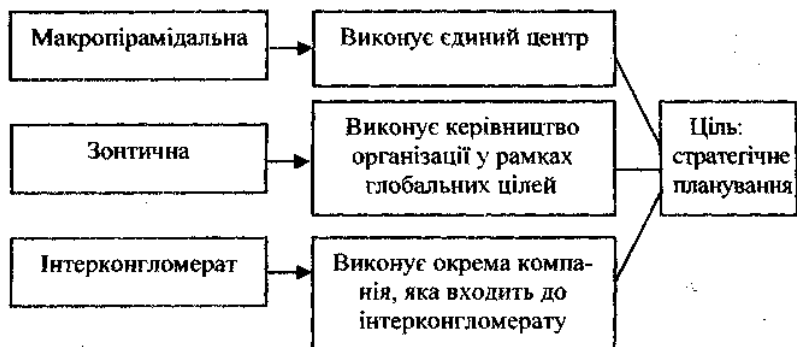 Макропірамідальна
Виконує єдиний центр
Зонтична
Виконує керівництво
організації у рамках
глобальних цілей
Ціль:
стратегічне
планування
Інтерконгломерат
Виконує окрема компа-
нія, яка входить до
інтерконгломерату